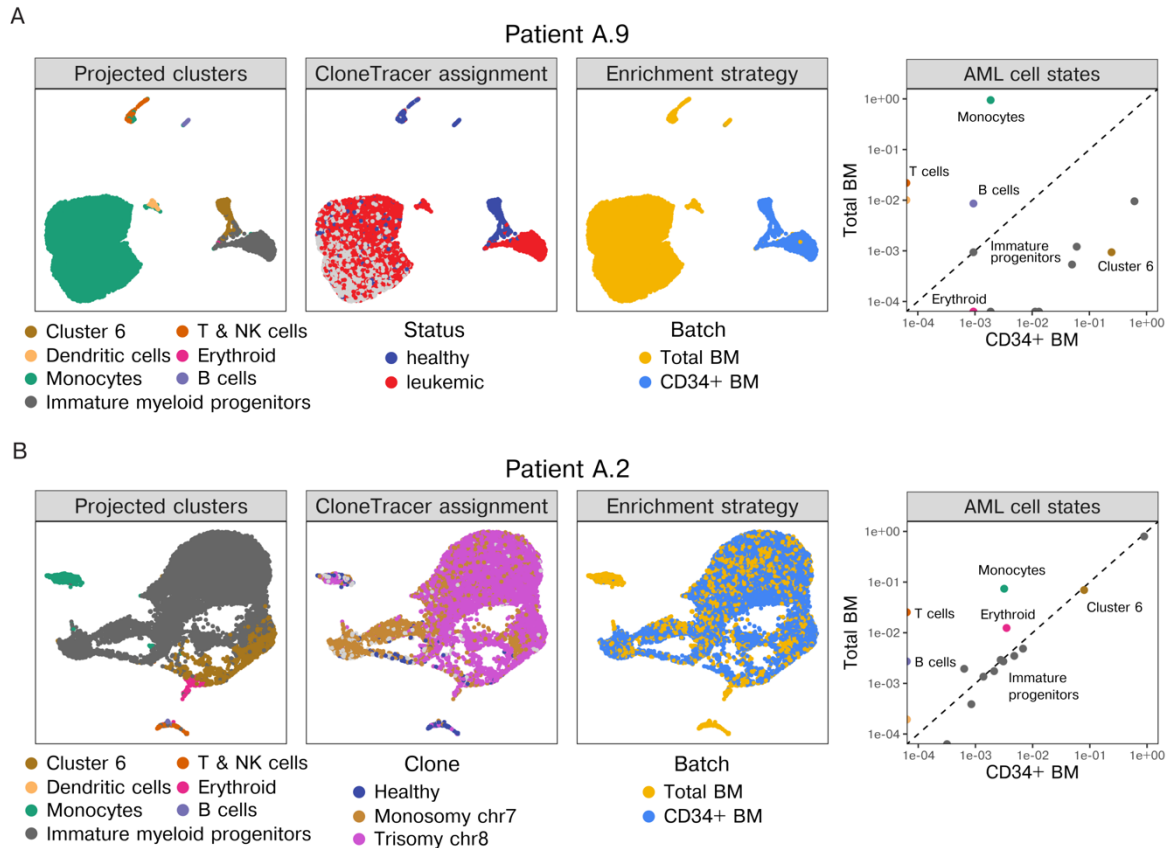 A
Patient A.9
Projected clusters
CloneTracer assignment
Enrichment strategy
AML cell states
Total BM
1e+00
1e-01
1e-02
1e-03
1e-04
Monocytes
T cells
B cells
Immature
progenitors
Cluster 6
Erythroid
1e-04 1e-03 1e-02 1e-01 1e+00
CD34+ BM
Cluster 6
T & NK cells
Dendritic cells
Erythroid
Monocytes
B cells
Immature myeloid progenitors
Status
healthy
leukemic
Batch
Total BM
CD34+ BM
B
Patient A.2
Projected clusters
CloneTracer assignment
Enrichment strategy
AML cell states
Total BM
1e+00
1e-01
1e-02
1e-03
1e-04
Monocytes
Cluster 6
T cells
Erythroid
B cells
Immature
progenitors
1e-04 1e-03 1e-02 1e-01 1e+00
CD34+ BM
Cluster 6
T & NK cells
Dendritic cells
Erythroid
Monocytes
B cells
Immature myeloid progenitors
Clone
Healthy
Monosomy chr7
Trisomy chr8
Batch
Total BM
CD34+ BM